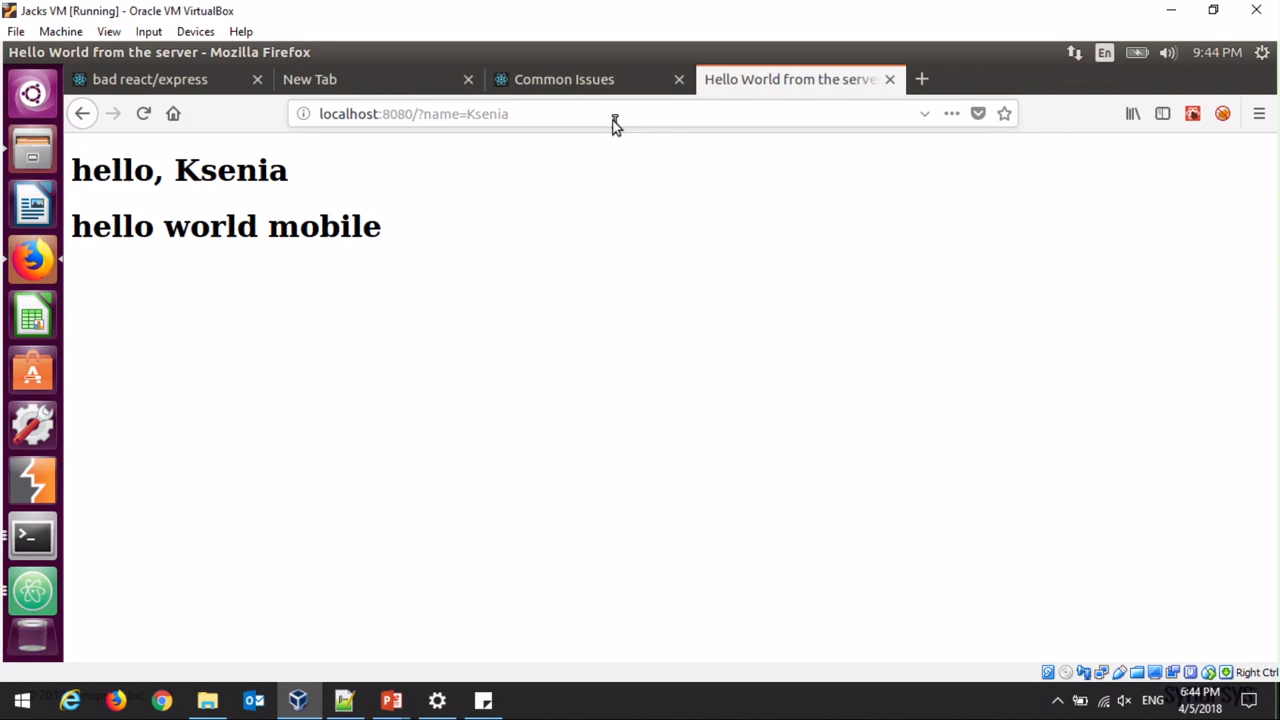 Jacks VM [Running] - Oracle VM VirtualBox
File Machine View Input Devices Help
Hello World from the server - Mozilla Firefox
En
9:44 PM
bad react/express
New Tab
Common Issues
Hello World from the serve
localhost:8080/?name=Ksenia
hello, Ksenia
hello world mobile
Right Ctrl
ENG
6:44 PM
4/5/2018